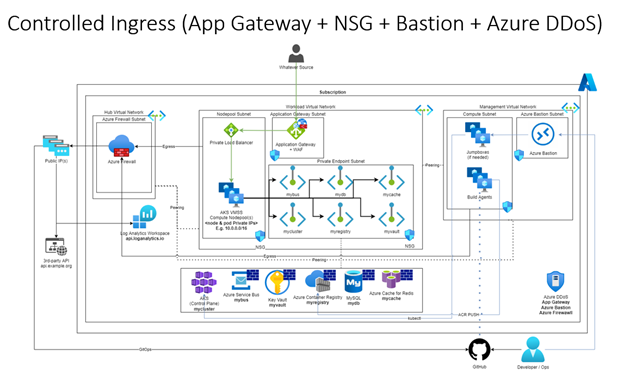 Controlled Ingress (App Gateway + NSG + Bastion + Azure DDoS)
Whatever Source
Subscription
Hub Virtual Network
Azure Firewall Subnet
Azure Firewall
Public IP(s)
Egress
Peering
Log Analytics Workspace
api.loganalytics.io
3rd-party API
api.example.org
Workload Virtual Network
Nodepool Subnet
Private Load Balancer
Application Gateway Subnet
Application Gateway
+ WAF
Private Endpoint Subnet
mybus
mydb
mycache
mycluster
myregistry
myvault
AKS VMSS
Compute Nodepool(s)
<node & pod Private IPs>
E.g. 10.0.0.0/16
NSG
NSG
Peering
Management Virtual Network
Compute Subnet
Jumpboxes
(if needed)
Build Agents
Azure Bastion Subnet
Azure Bastion
Peering
Egress
AKS
(Control Plane)
mycluster
Azure Service Bus
mybus
Key Vault
myvault
Azure Container Registry
myregistry
MySQL
mydb
Azure Cache for Redis
mycache
Azure DDoS
App Gateway
Azure Bastion
Azure Firewall
ACR PUSH
kubectl
GitOps
GitHub
Developer / Ops